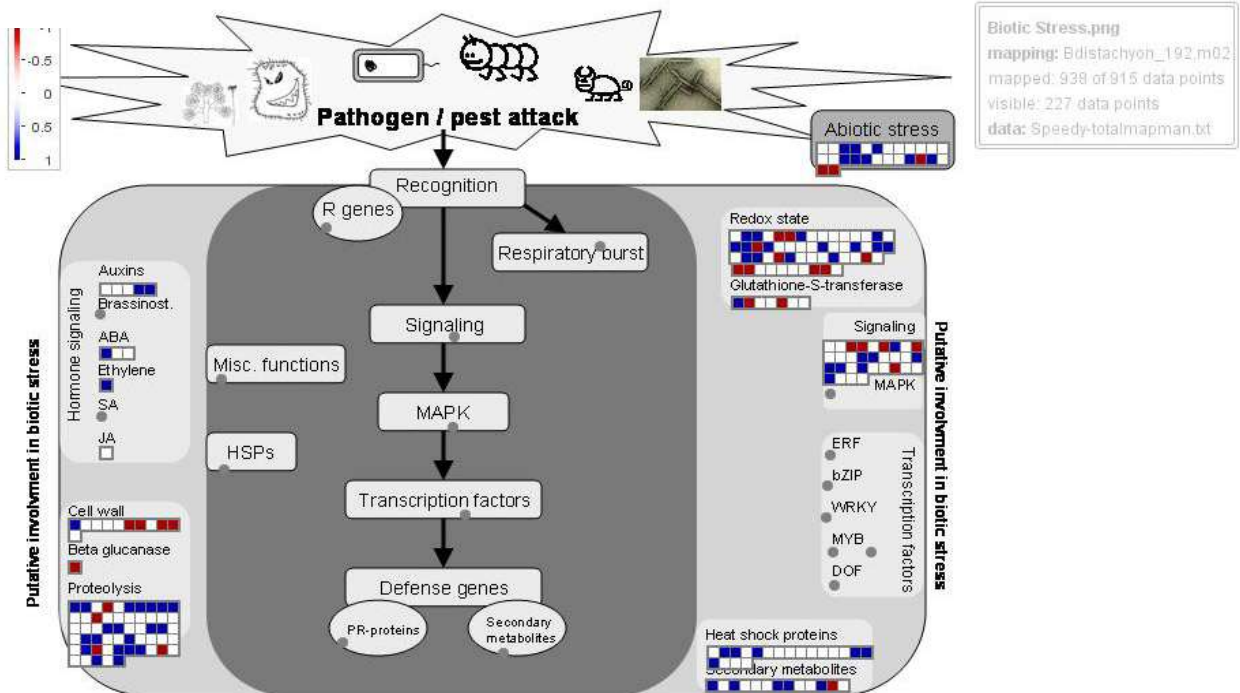 -1
-0.5
0
0.5
1
Biotic Stress.png
mapping: Bdistachyon_192.m02
mapped: 938 of 915 data points
visible: 227 data points
data: Speedy-totalmapman.txt
Pathogen / pest attack
Abiotic stress
Recognition
R genes
Respiratory burst
Redox state
Glutathione-S-transferase
Auxins
Brassinost.
ABA
Ethylene
SA
JA
Hormone signaling
Signaling
Misc. functions
MAPK
HSPs
Transcription factors
Defense genes
PR-proteins
Secondary
metabolites
Signaling
MAPK
ERF
bZIP
WRKY
MYB
DOF
Transcription factors
Putative involvment in biotic stress
Putative involvment in biotic stress
Cell wall
Beta glucanase
Proteolysis
Heat shock proteins
Secondary metabolites